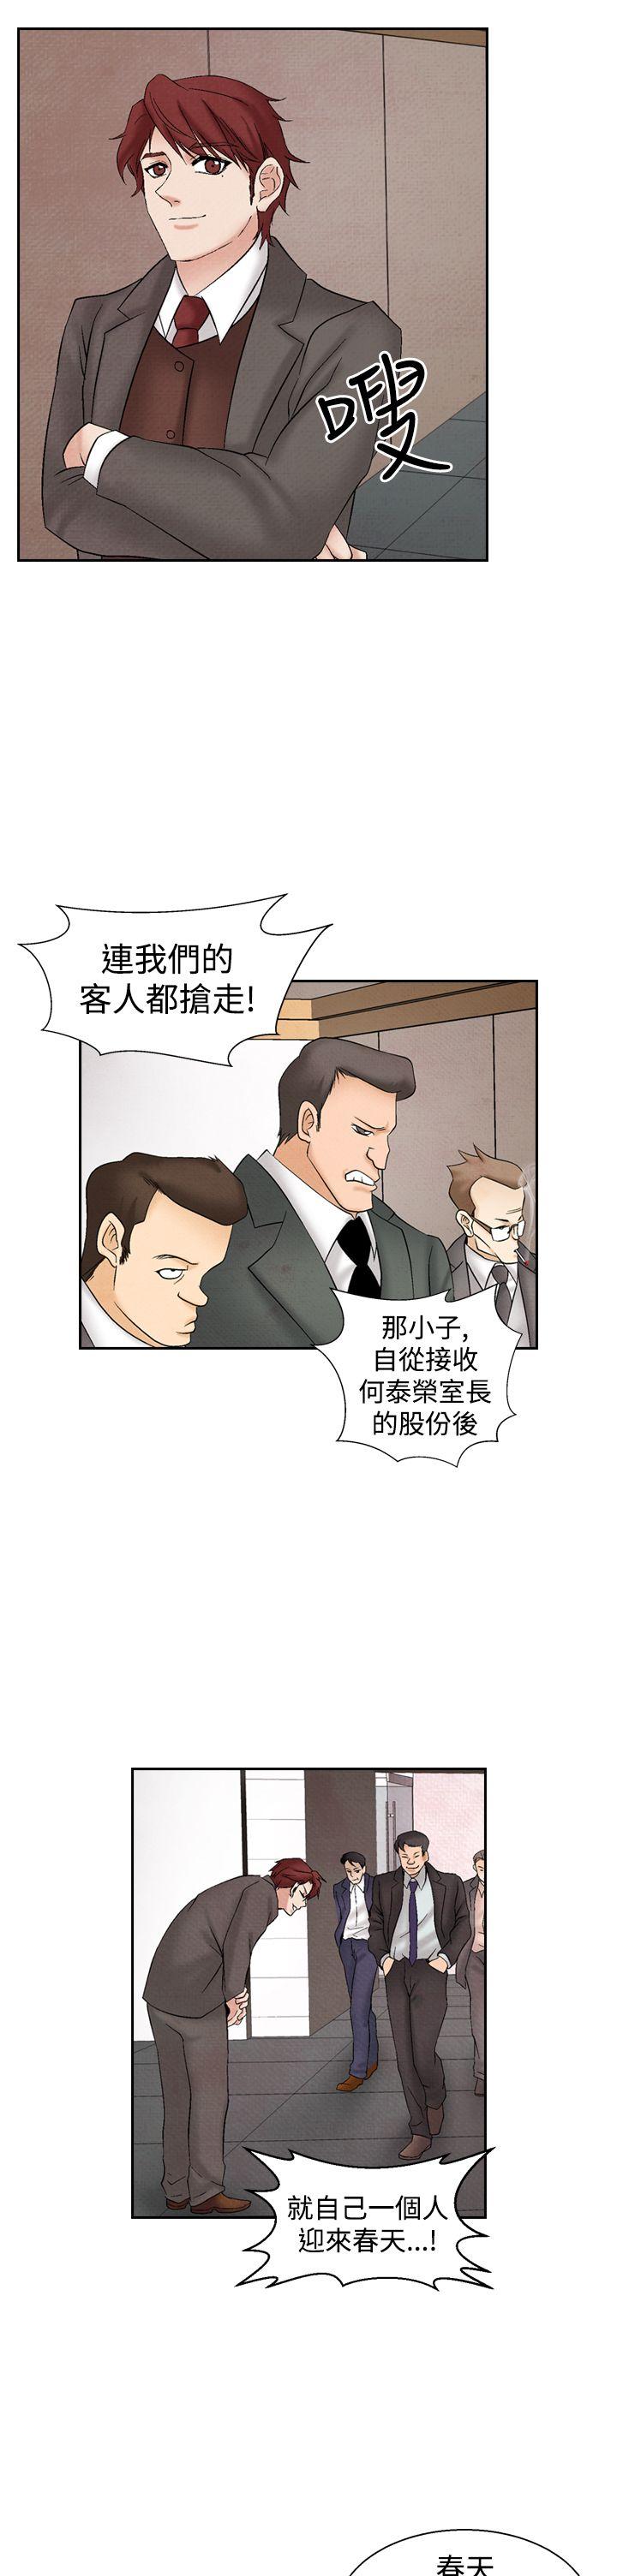 嗖
連我們的
客人都搶走!
那小子,
自從接收
何泰榮室長
的股份後
就自己一個人
迎來春天...!
春天